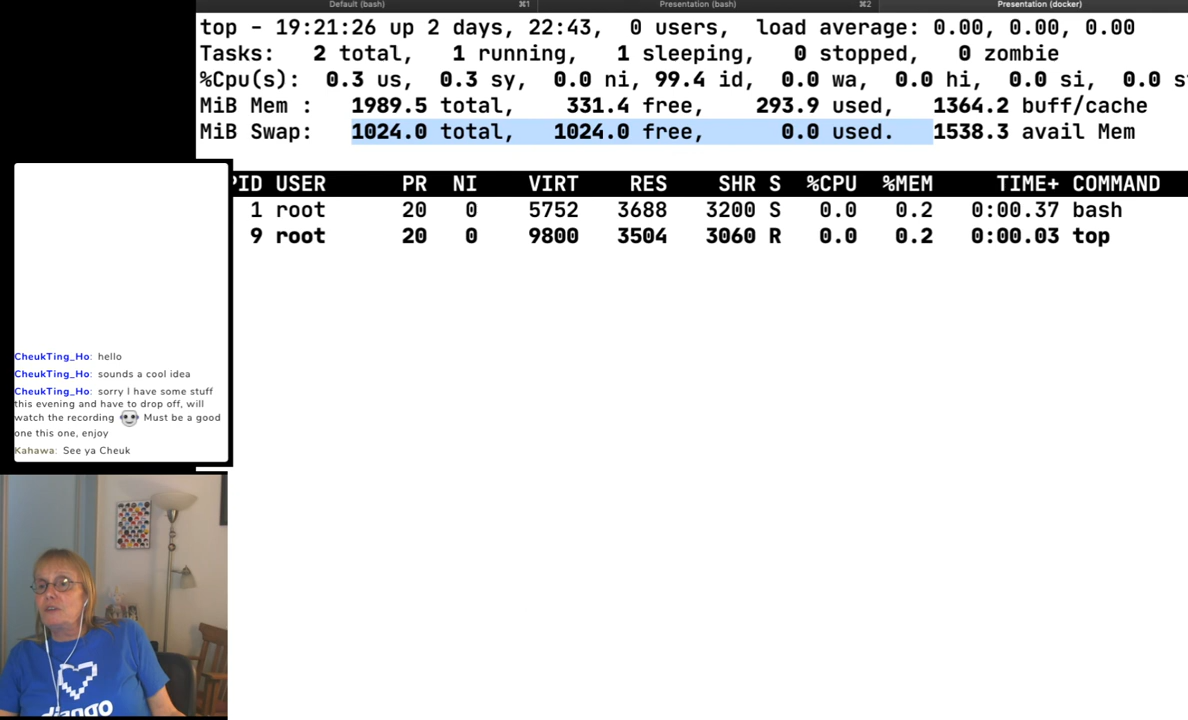 Default (bash) ⌘1 Presentation (bash) ⌘2 Presentation (docker)
top - 19:21:26 up 2 days, 22:43,  0 users,  load average: 0.00, 0.00, 0.00
Tasks:   2 total,   1 running,   1 sleeping,   0 stopped,   0 zombie
%Cpu(s):  0.3 us,  0.3 sy,  0.0 ni, 99.4 id,  0.0 wa,  0.0 hi,  0.0 si,  0.0 s
MiB Mem :   1989.5 total,    331.4 free,    293.9 used,   1364.2 buff/cache
MiB Swap:   1024.0 total,   1024.0 free,      0.0 used.   1538.3 avail Mem
PID USER      PR  NI    VIRT    RES    SHR S  %CPU  %MEM     TIME+ COMMAND
1 root      20   0    5752   3688   3200 S   0.0   0.2   0:00.37 bash
9 root      20   0    9800   3504   3060 R   0.0   0.2   0:00.03 top
CheukTing_Ho: hello
CheukTing_Ho: sounds a cool idea
CheukTing_Ho: sorry I have some stuff
this evening and have to drop off, will
watch the recording Must be a good
one this one, enjoy
Kahawa: See ya Cheuk
django